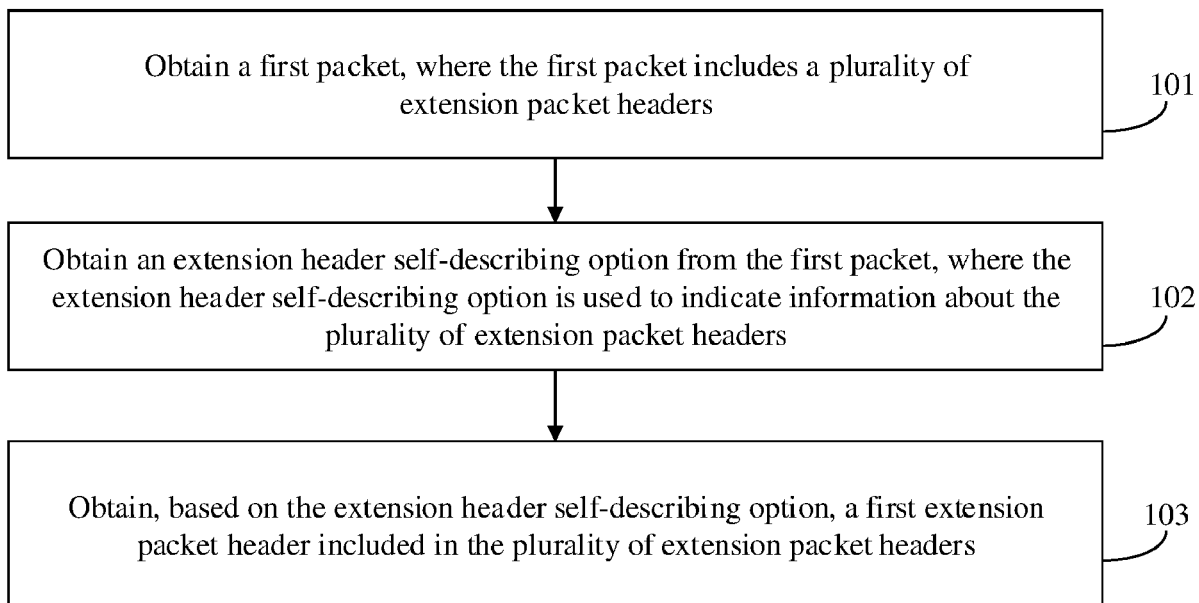 Obtain a first packet, where the first packet includes a plurality of
extension packet headers
101
Obtain an extension header self-describing option from the first packet, where the
extension header self-describing option is used to indicate information about the
plurality of extension packet headers
102
Obtain, based on the extension header self-describing option, a first extension
packet header included in the plurality of extension packet headers
103